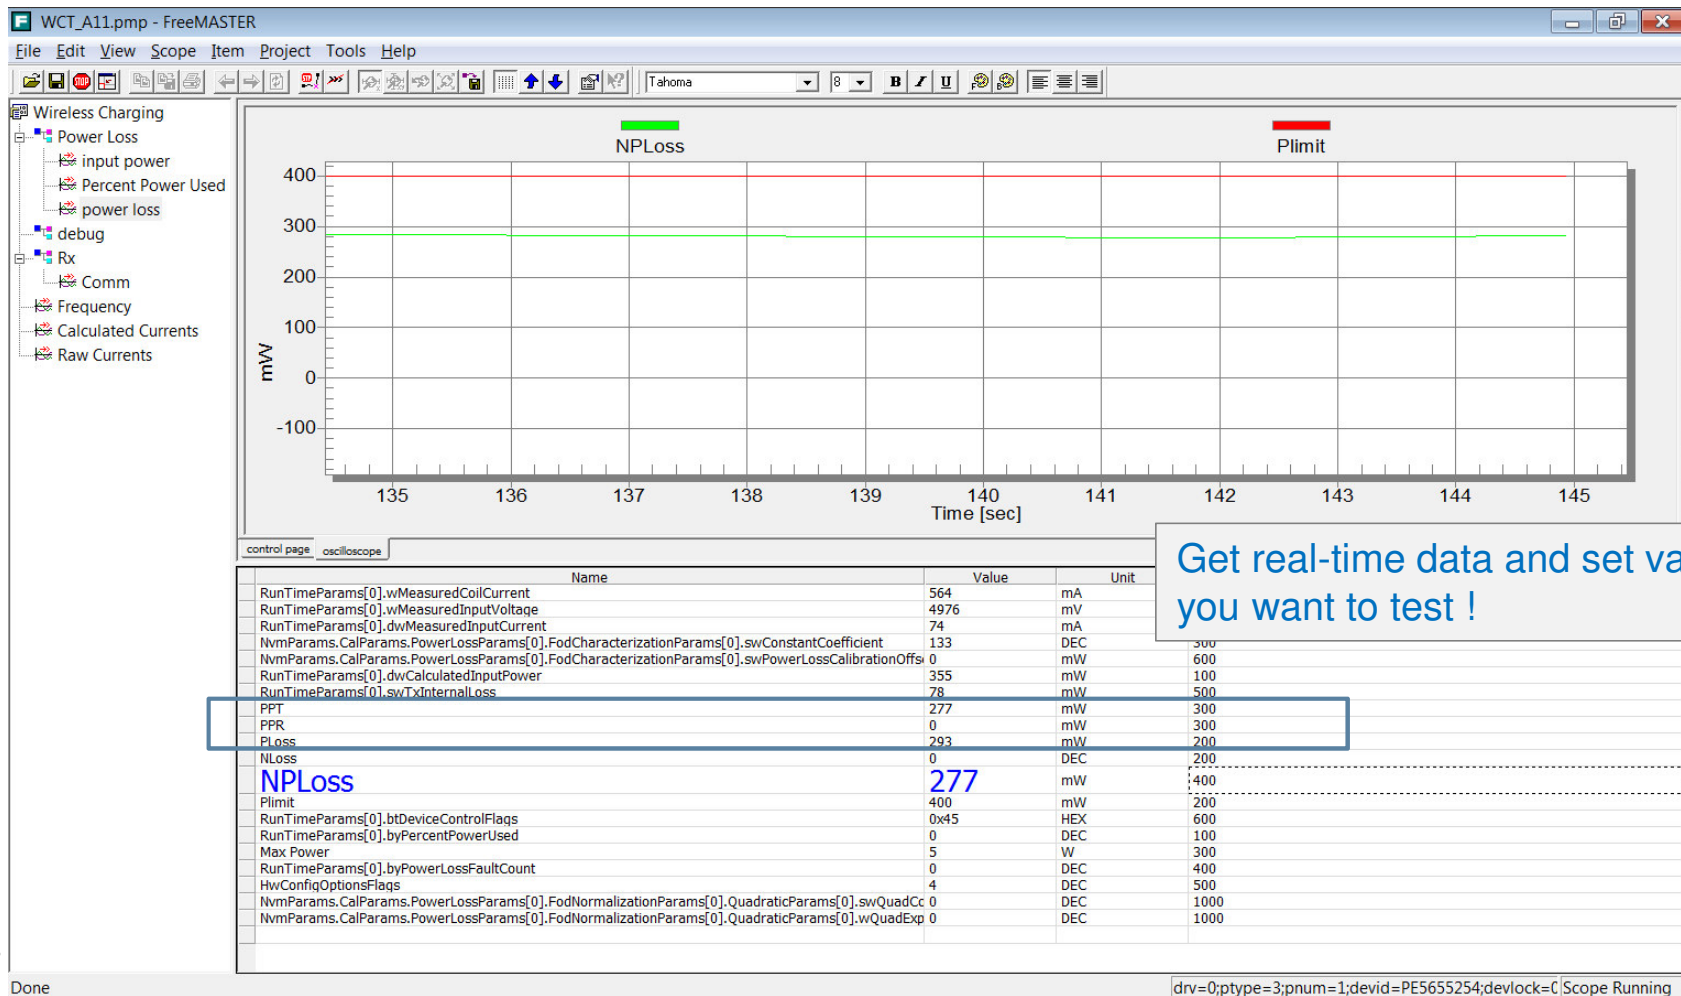 WCT_A11.pmp - FreeMASTER
File Edit View Scope Item Project Tools Help
Tahoma 8 B I U
Wireless Charging
Power Loss
input power
Percent Power Used
power loss
debug
Rx
Comm
Frequency
Calculated Currents
Raw Currents
NPLoss Plimit
400
300
200
100
0
-100
mW
135 136 137 138 139 140 141 142 143 144 145
Time [sec]
control page oscilloscope
Get real-time data and set va
you want to test !
Name Value Unit
RunTimeParams[0].wMeasuredCoilCurrent 564 mA
RunTimeParams[0].wMeasuredInputVoltage 4976 mV
RunTimeParams[0].dwMeasuredInputCurrent 74 mA
NvmParams.CalParams.PowerLossParams[0].FodCharacterizationParams[0].swConstantCoefficient 133 DEC 300
NvmParams.CalParams.PowerLossParams[0].FodCharacterizationParams[0].swPowerLossCalibrationOffs 0 mW 600
RunTimeParams[0].dwCalculatedInputPower 355 mW 100
RunTimeParams[0].swTxInternalLoss 78 mW 500
PPT 277 mW 300
PPR 0 mW 300
PLoss 293 mW 200
NLoss 0 DEC 200
NPLoss 277 mW 400
Plimit 400 mW 200
RunTimeParams[0].btDeviceControlFlags 0x45 HEX 600
RunTimeParams[0].byPercentPowerUsed 0 DEC 100
Max Power 5 W 300
RunTimeParams[0].byPowerLossFaultCount 0 DEC 400
HwConfigOptionsFlags 4 DEC 500
NvmParams.CalParams.PowerLossParams[0].FodNormalizationParams[0].QuadraticParams[0].swQuadCo 0 DEC 1000
NvmParams.CalParams.PowerLossParams[0].FodNormalizationParams[0].QuadraticParams[0].wQuadExp 0 DEC 1000
Done drv=0;ptype=3;pnum=1;devid=PE5655254;devlock=0 Scope Running